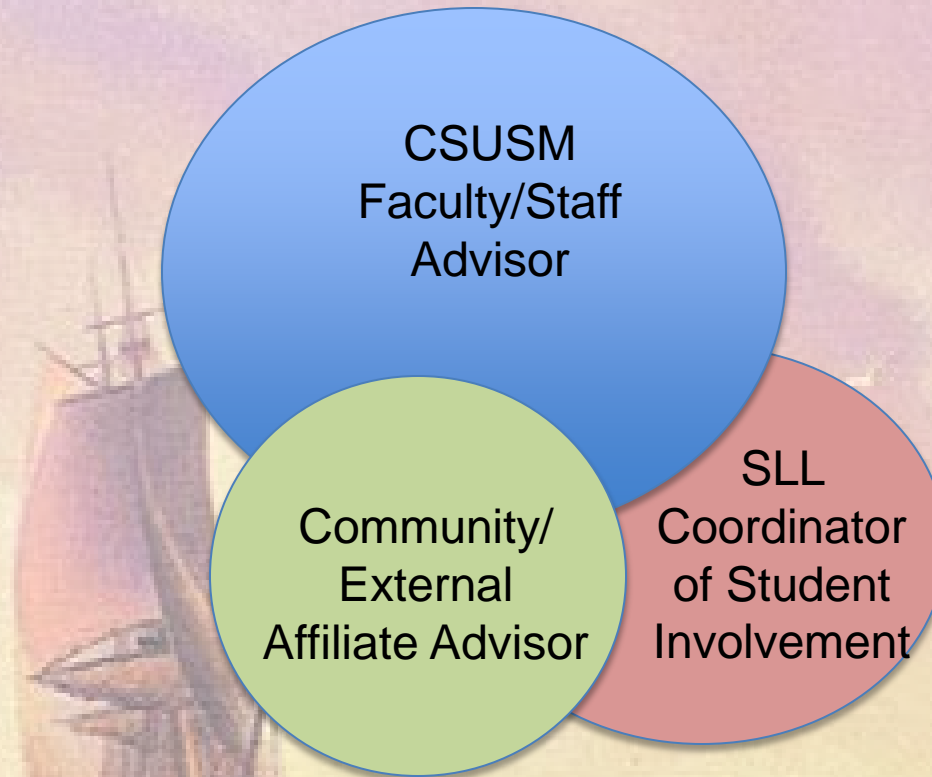 CSUSM
Faculty/Staff
Advisor
Community/
External
Affiliate Advisor
SLL
Coordinator
of Student
Involvement